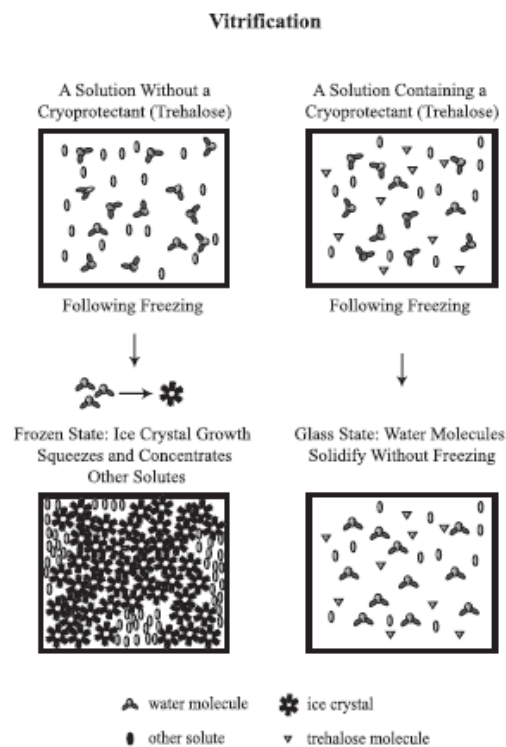 Vitrification
A Solution Without a
Cryoprotectant (Trehalose)
Following Freezing
Frozen State: Ice Crystal Growth
Squeezes and Concentrates
Other Solutes
A Solution Containing a
Cryoprotectant (Trehalose)
Following Freezing
Glass State: Water Molecules
Solidify Without Freezing
water molecule
ice crystal
other solute
trehalose molecule